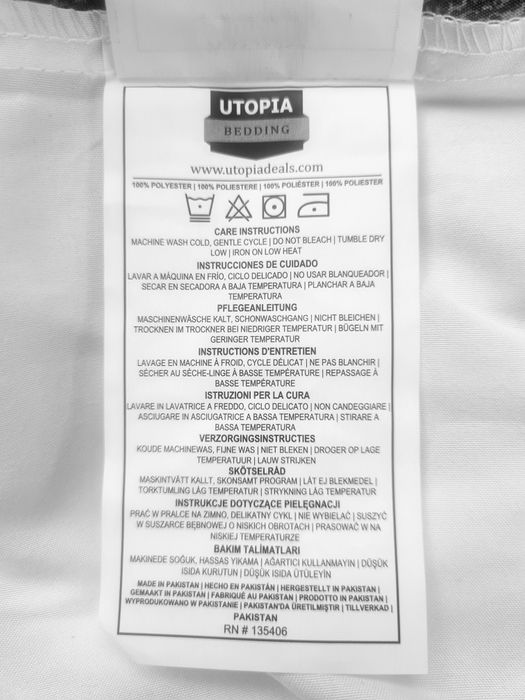 UTOPIA
BEDDING
www.utopiadeals.com
100% POLYESTER | 100% POLIESTERE | 100% POLIÉSTER | 100% POLIESTER
CARE INSTRUCTIONS
MACHINE WASH COLD, GENTLE CYCLE | DO NOT BLEACH | TUMBLE DRY
LOW | IRON ON LOW HEAT
INSTRUCCIONES DE CUIDADO
LAVAR A MÁQUINA EN FRÍO, CICLO DELICADO | NO USAR BLANQUEADOR |
SECAR EN SECADORA A BAJA TEMPERATURA | PLANCHAR A BAJA
TEMPERATURA
PFLEGEANLEITUNG
MASCHINENWÄSCHE KALT, SCHONWASCHGANG | NICHT BLEICHEN |
TROCKNEN IM TROCKNER BEI NIEDRIGER TEMPERATUR | BÜGELN MIT
GERINGER TEMPERATUR
INSTRUCTIONS D'ENTRETIEN
LAVAGE EN MACHINE À FROID, CYCLE DÉLICAT | NE PAS BLANCHIR |
SÉCHER AU SÈCHE-LINGE À BASSE TEMPÉRATURE | REPASSAGE À
BASSE TEMPÉRATURE
ISTRUZIONI PER LA CURA
LAVARE IN LAVATRICE A FREDDO, CICLO DELICATO | NON CANDEGGIARE |
ASCIUGARE IN ASCIUGATRICE A BASSA TEMPERATURA | STIRARE A
BASSA TEMPERATURA
VERZORGINGSINSTRUCTIES
KOUDE MACHINEWAS, FIJNE WAS | NIET BLEKEN | DROGER OP LAGE
TEMPERATUUR | LAUW STRIJKEN
SKÖTSELRÅD
MASKINTVÄTT KALLT, SKONSAMT PROGRAM | LÅT EJ BLEKMEDEL |
TORKTUMLING LÅG TEMPERATUR | STRYKNING LÅG TEMPERATUR
INSTRUKCJE DOTYCZĄCE PIELĘGNACJI
PRAĆ W PRALCE NA ZIMNO, DELIKATNY CYKL | NIE WYBIELAĆ | SUSZYĆ
W SUSZARCE BĘBNOWEJ O NISKICH OBROTACH | PRASOWAĆ W NA
NISKIEJ TEMPERATURZE
BAKIM TALİMATLARI
MAKINEDE SOĞUK, HASSAS YIKAMA | AĞARTICI KULLANMAYIN | DÜŞÜK
ISIDA KURUTUN | DÜŞÜK ISIDA ÜTÜLEYİN
MADE IN PAKISTAN | HECHO EN PAKISTÁN | HERGESTELLT IN PAKISTAN |
GEMAAKT IN PAKISTAN | FABRIQUÉ AU PAKISTAN | PRODOTTO IN PAKISTAN |
WYPRODUKOWANO W PAKISTANIE | PAKISTAN'DA ÜRETILMIŞTIR | TILLVERKAD |
PAKISTAN
RN # 135406